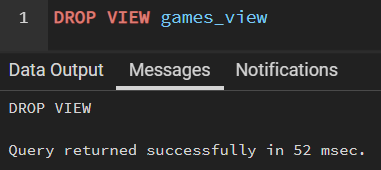 1 DROP VIEW games_view
Data Output Messages Notifications
DROP VIEW
Query returned successfully in 52 msec.